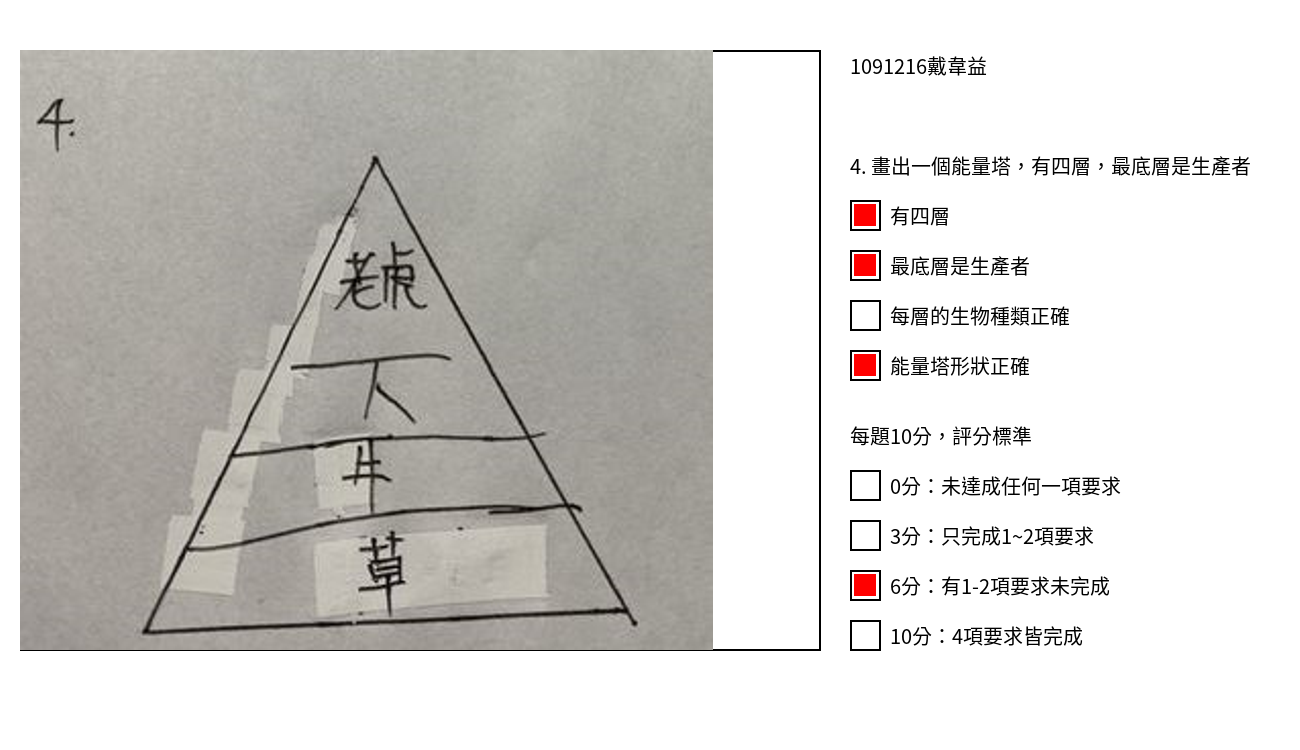 4.
老虎
人
牛
草
1091216戴韋益
4. 畫出一個能量塔，有四層，最底層是生產者
有四層
最底層是生產者
每層的生物種類正確
能量塔形狀正確
每題10分，評分標準
0分：未達成任何一項要求
3分：只完成1~2項要求
6分：有1-2項要求未完成
10分：4項要求皆完成